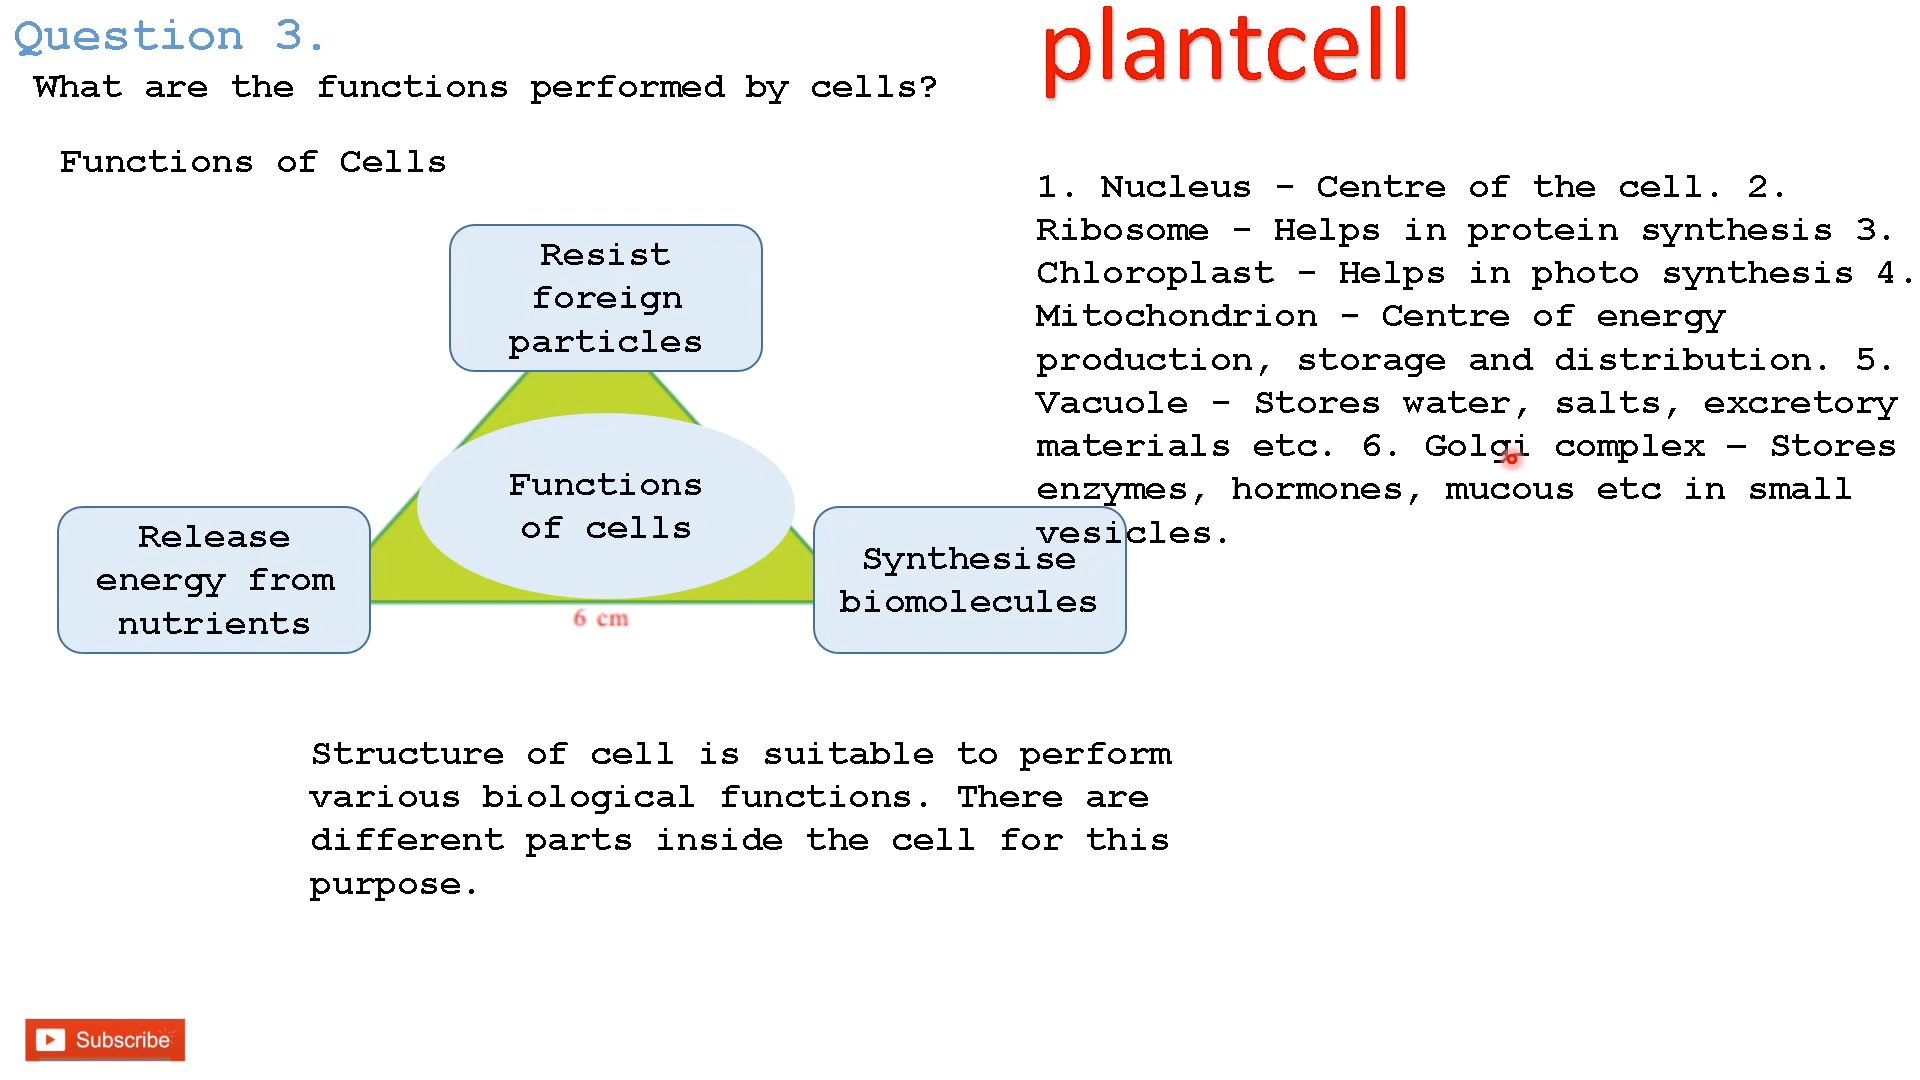 Question 3.
What are the functions performed by cells?
Functions of Cells
Resist
foreign
particles
Functions
of cells
Release
energy from
nutrients
Synthesise
biomolecules
6 cm
Structure of cell is suitable to perform
various biological functions. There are
different parts inside the cell for this
purpose.
plantcell
1. Nucleus - Centre of the cell. 2.
Ribosome - Helps in protein synthesis 3.
Chloroplast - Helps in photo synthesis 4.
Mitochondrion - Centre of energy
production, storage and distribution. 5.
Vacuole - Stores water, salts, excretory
materials etc. 6. Golgi complex – Stores
enzymes, hormones, mucous etc in small
vesicles.
Subscribe